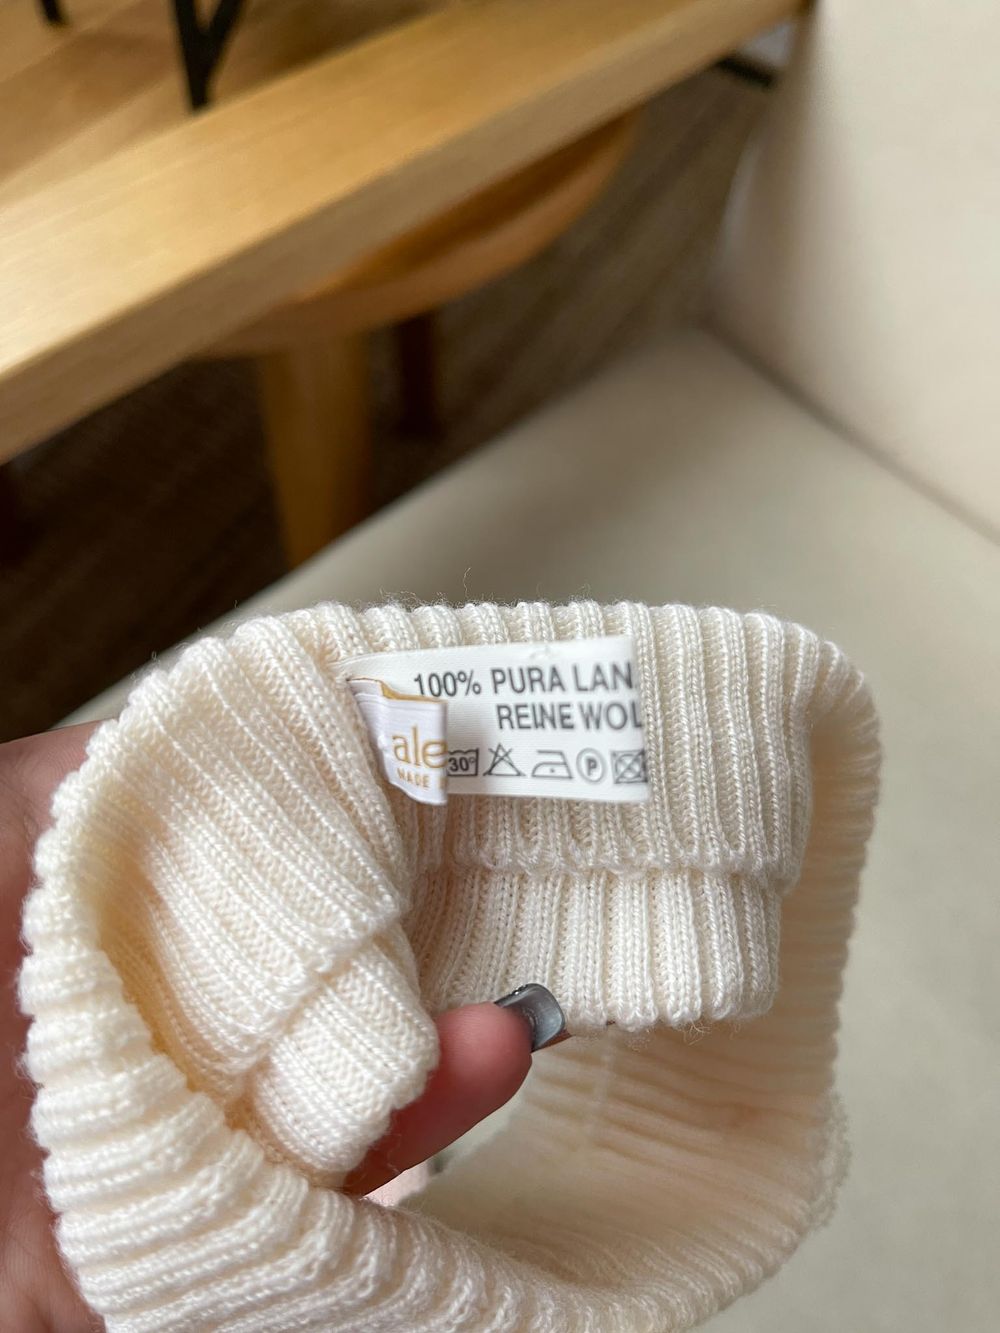 100% PURA LAN
REINE WOL
ale
MADE
30°
P